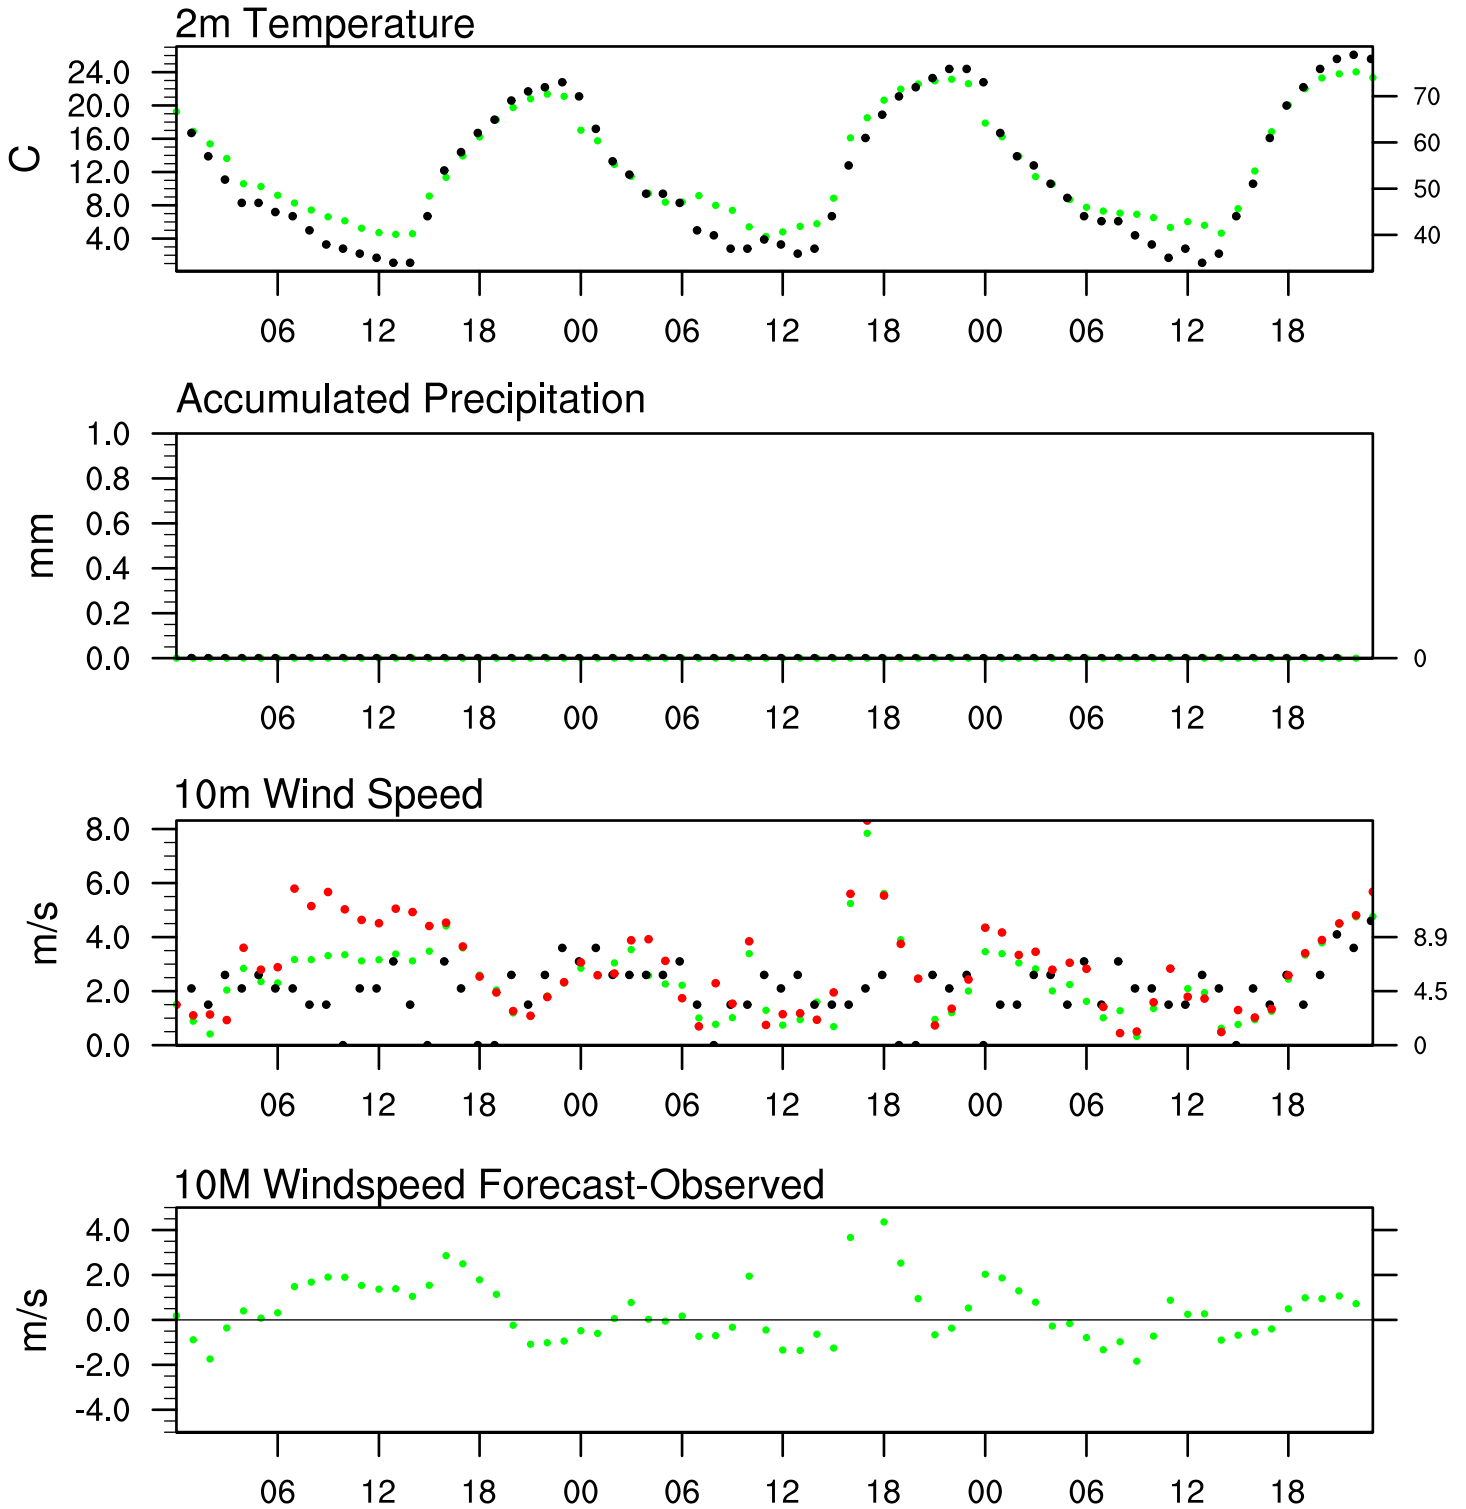 2m Temperature
24.0
20.0
16.0
12.0
8.0
4.0
C
70
60
50
40
06 12 18 00 06 12 18 00 06 12 18
Accumulated Precipitation
1.0
0.8
0.6
0.4
0.2
0.0
mm
0
06 12 18 00 06 12 18 00 06 12 18
10m Wind Speed
8.0
6.0
4.0
2.0
0.0
m/s
8.9
4.5
0
06 12 18 00 06 12 18 00 06 12 18
10M Windspeed Forecast-Observed
4.0
2.0
0.0
-2.0
-4.0
m/s
06 12 18 00 06 12 18 00 06 12 18